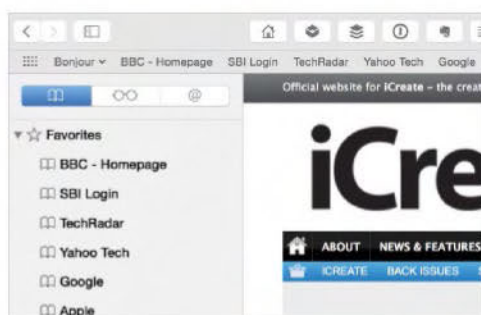 Bonjour BBC - Homepage SBI Login TechRadar Yahoo Tech Google
@
Official website for iCreate – the creat
Favorites
BBC - Homepage
SBI Login
TechRadar
Yahoo Tech
Google
Apple
iCre
ABOUT NEWS & FEATURES
ICREATE BACK ISSUES